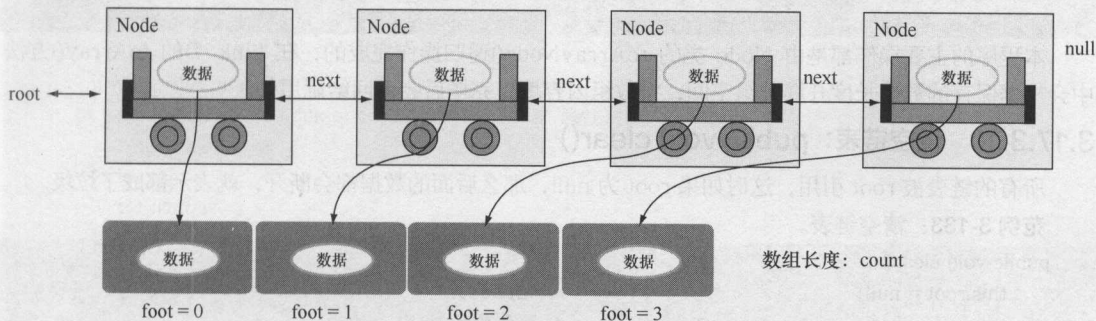 Node Node Node Node
null
数据 数据 数据 数据
root next next next
数据 数据 数据 数据
数组长度：count
foot = 0 foot = 1 foot = 2 foot = 3